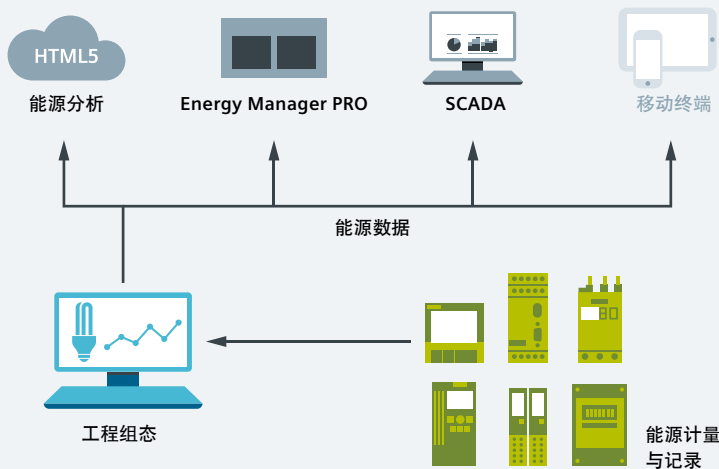 HTML5
能源分析
Energy Manager PRO
SCADA
移动终端
能源数据
工程组态
能源计量
与记录